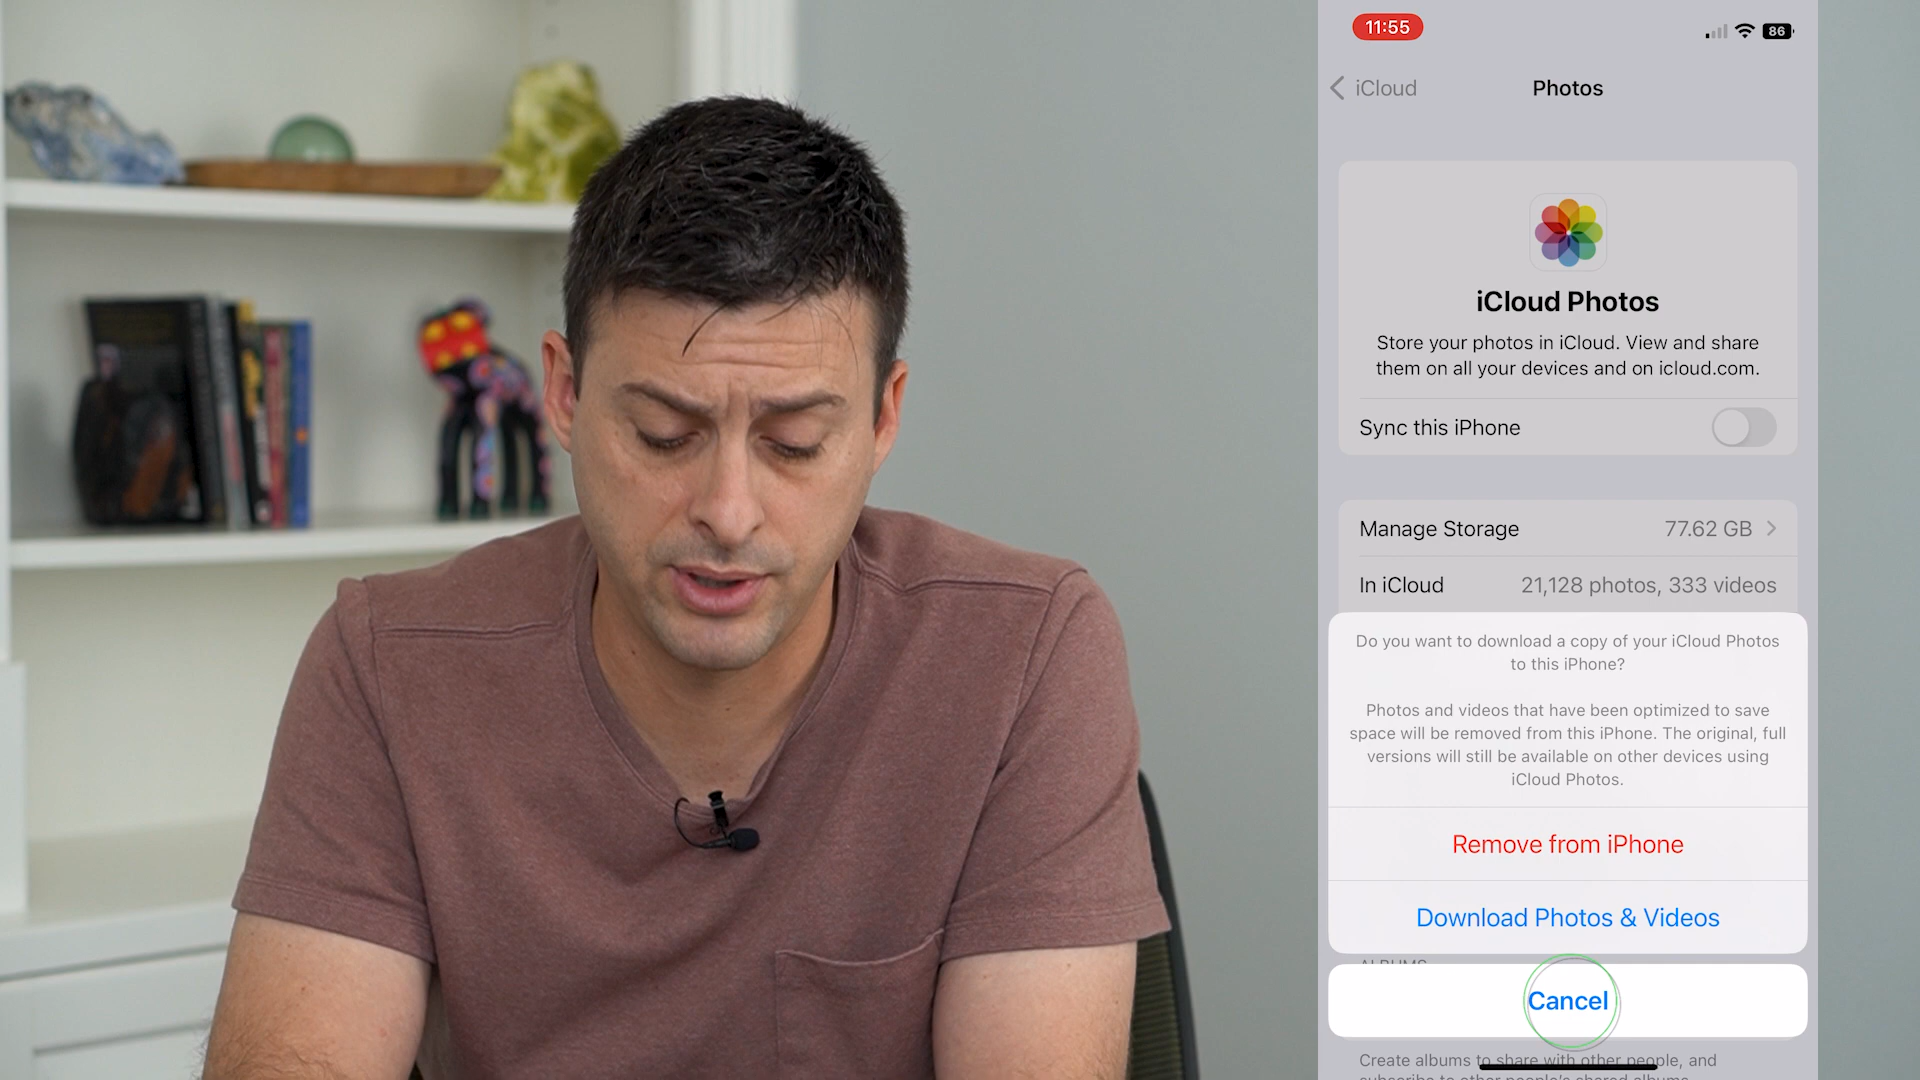 11:55
86
iCloud
Photos
iCloud Photos
Store your photos in iCloud. View and share
them on all your devices and on icloud.com.
Sync this iPhone
Manage Storage 77.62 GB
In iCloud 21,128 photos, 333 videos
Do you want to download a copy of your iCloud Photos
to this iPhone?
Photos and videos that have been optimized to save
space will be removed from this iPhone. The original, full
versions will still be available on other devices using
iCloud Photos.
Remove from iPhone
Download Photos & Videos
Cancel
Create albums to share with other people, and